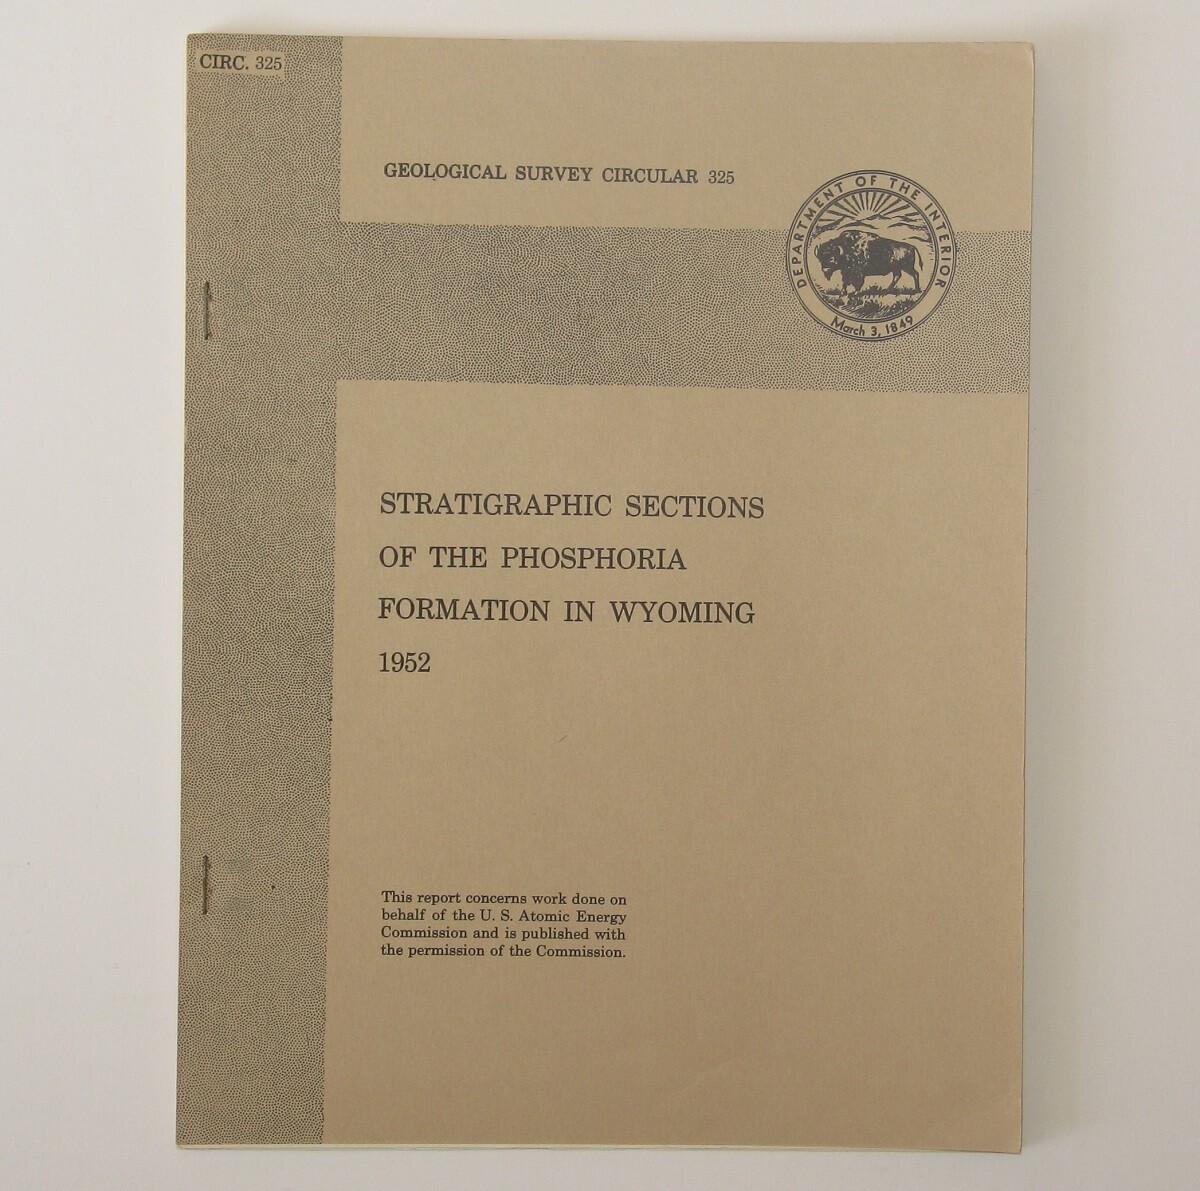 CIRC. 325
GEOLOGICAL SURVEY CIRCULAR 325
DEPARTMENT OF THE INTERIOR
March 3, 1849
STRATIGRAPHIC SECTIONS
OF THE PHOSPHORIA
FORMATION IN WYOMING
1952
This report concerns work done on
behalf of the U. S. Atomic Energy
Commission and is published with
the permission of the Commission.